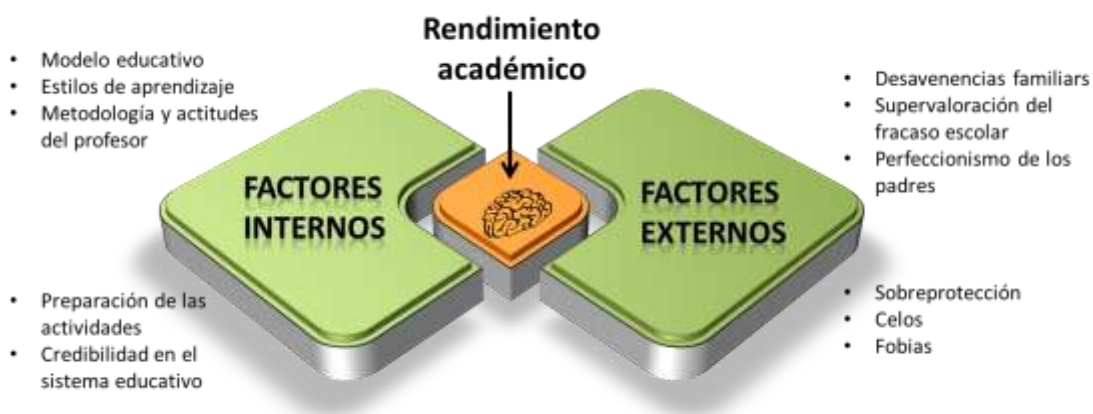 Rendimiento
académico
• Modelo educativo
• Estilos de aprendizaje
• Metodología y actitudes
del profesor
• Desavenencias familiars
• Supervaloración del
fracaso escolar
• Perfeccionismo de los
padres
FACTORES
INTERNOS
FACTORES
EXTERNOS
• Preparación de las
actividades
• Credibilidad en el
sistema educativo
• Sobreprotección
• Celos
• Fobias